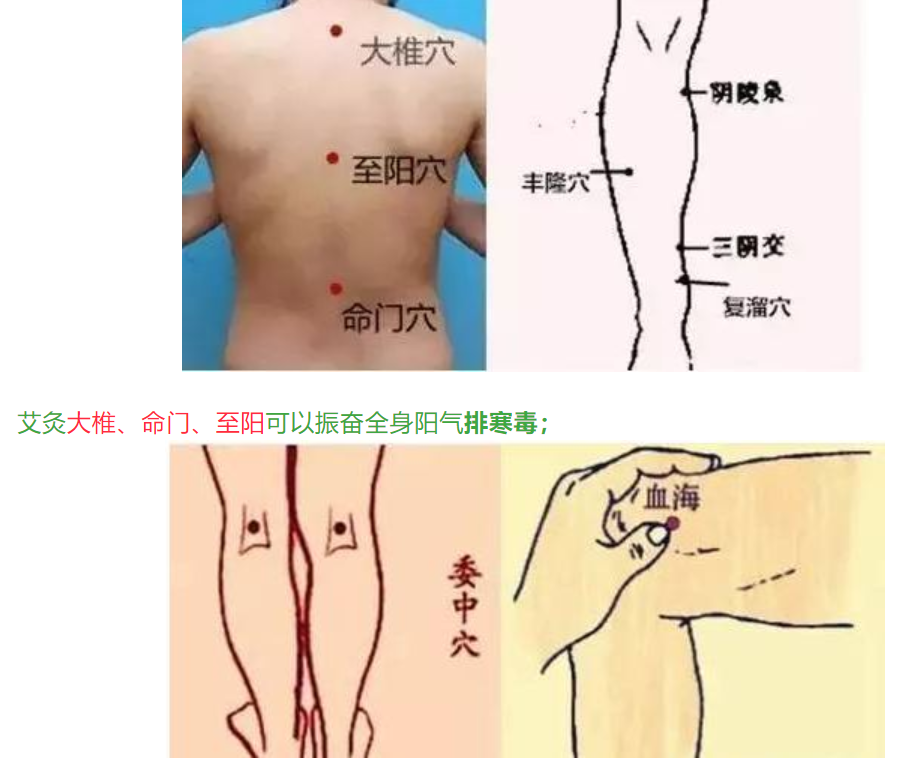 大椎穴
至阳穴
命门穴
阴陵泉
丰隆穴
三阴交
复溜穴
艾灸大椎、命门、至阳可以振奋全身阳气排寒毒；
委中穴
血海